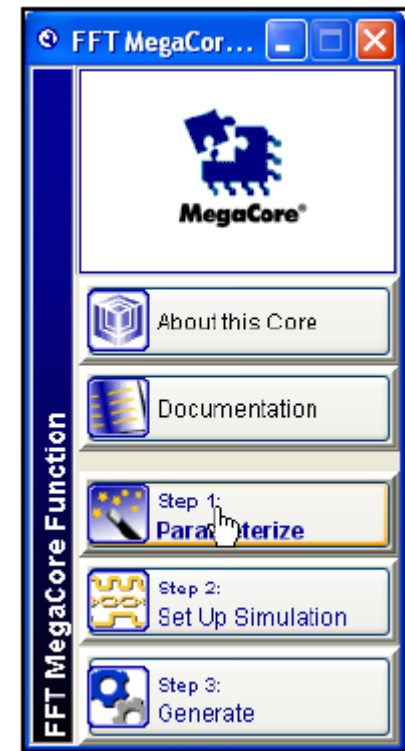 FFT MegaCor...
MegaCore®
About this Core
Documentation
Step 1:
Parameterize
Step 2:
Set Up Simulation
Step 3:
Generate
FFT MegaCore Function